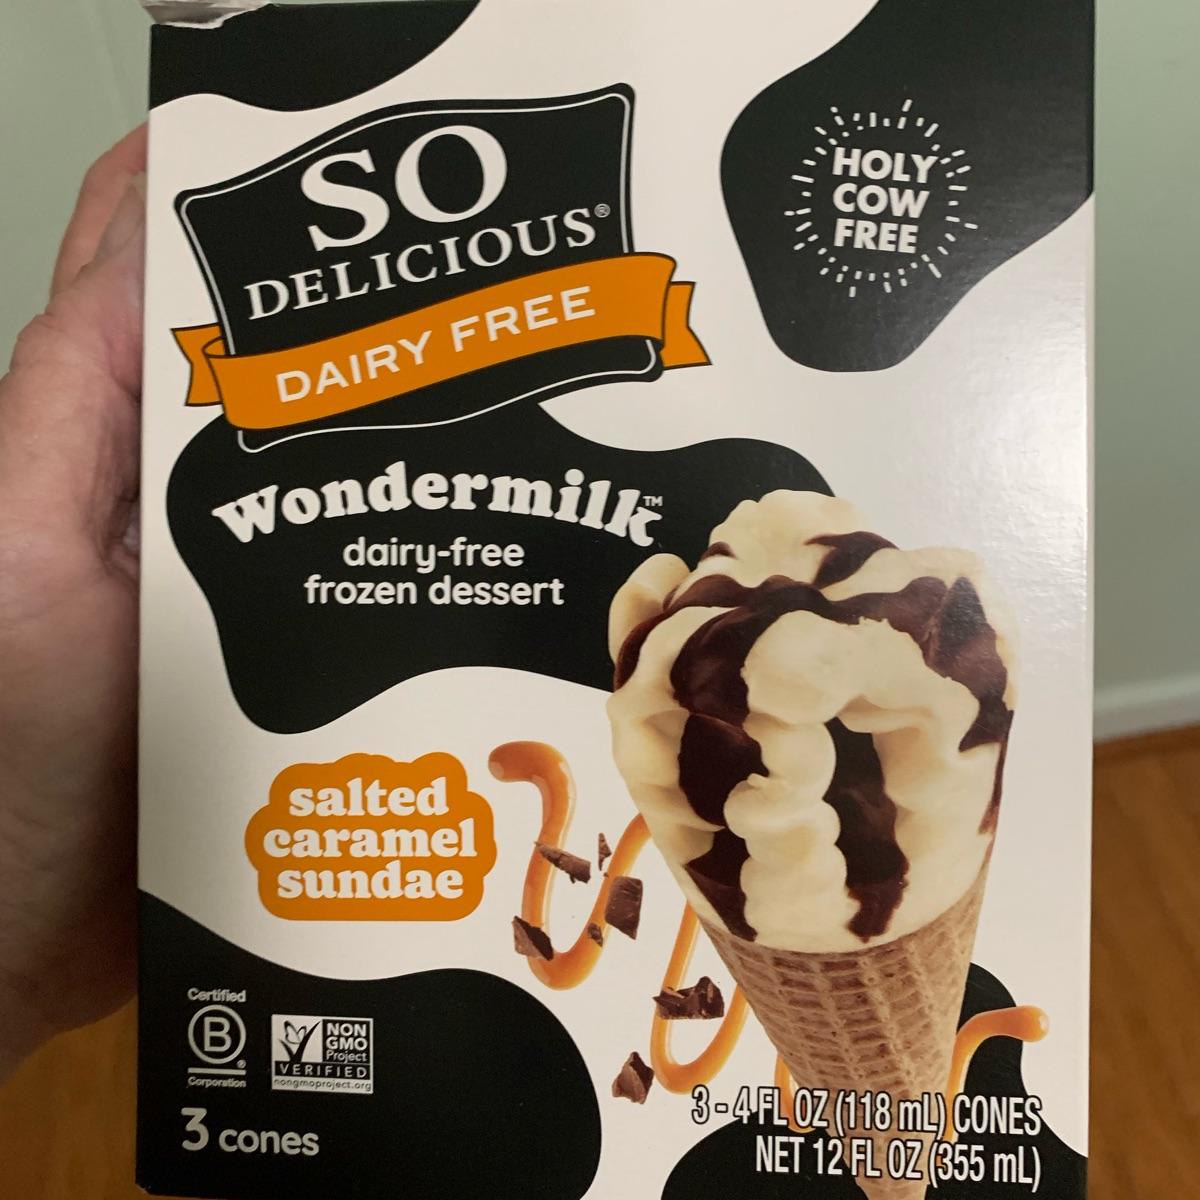 SO
DELICIOUS®
DAIRY FREE
HOLY
COW
FREE
Wondermilk™
dairy-free
frozen dessert
salted
caramel
sundae
Certified
B
®
Corporation
NON
GMO
Project
VERIFIED
nongmoproject.org
3 cones
3 - 4 FL OZ (118 mL) CONES
NET 12 FL OZ (355 mL)